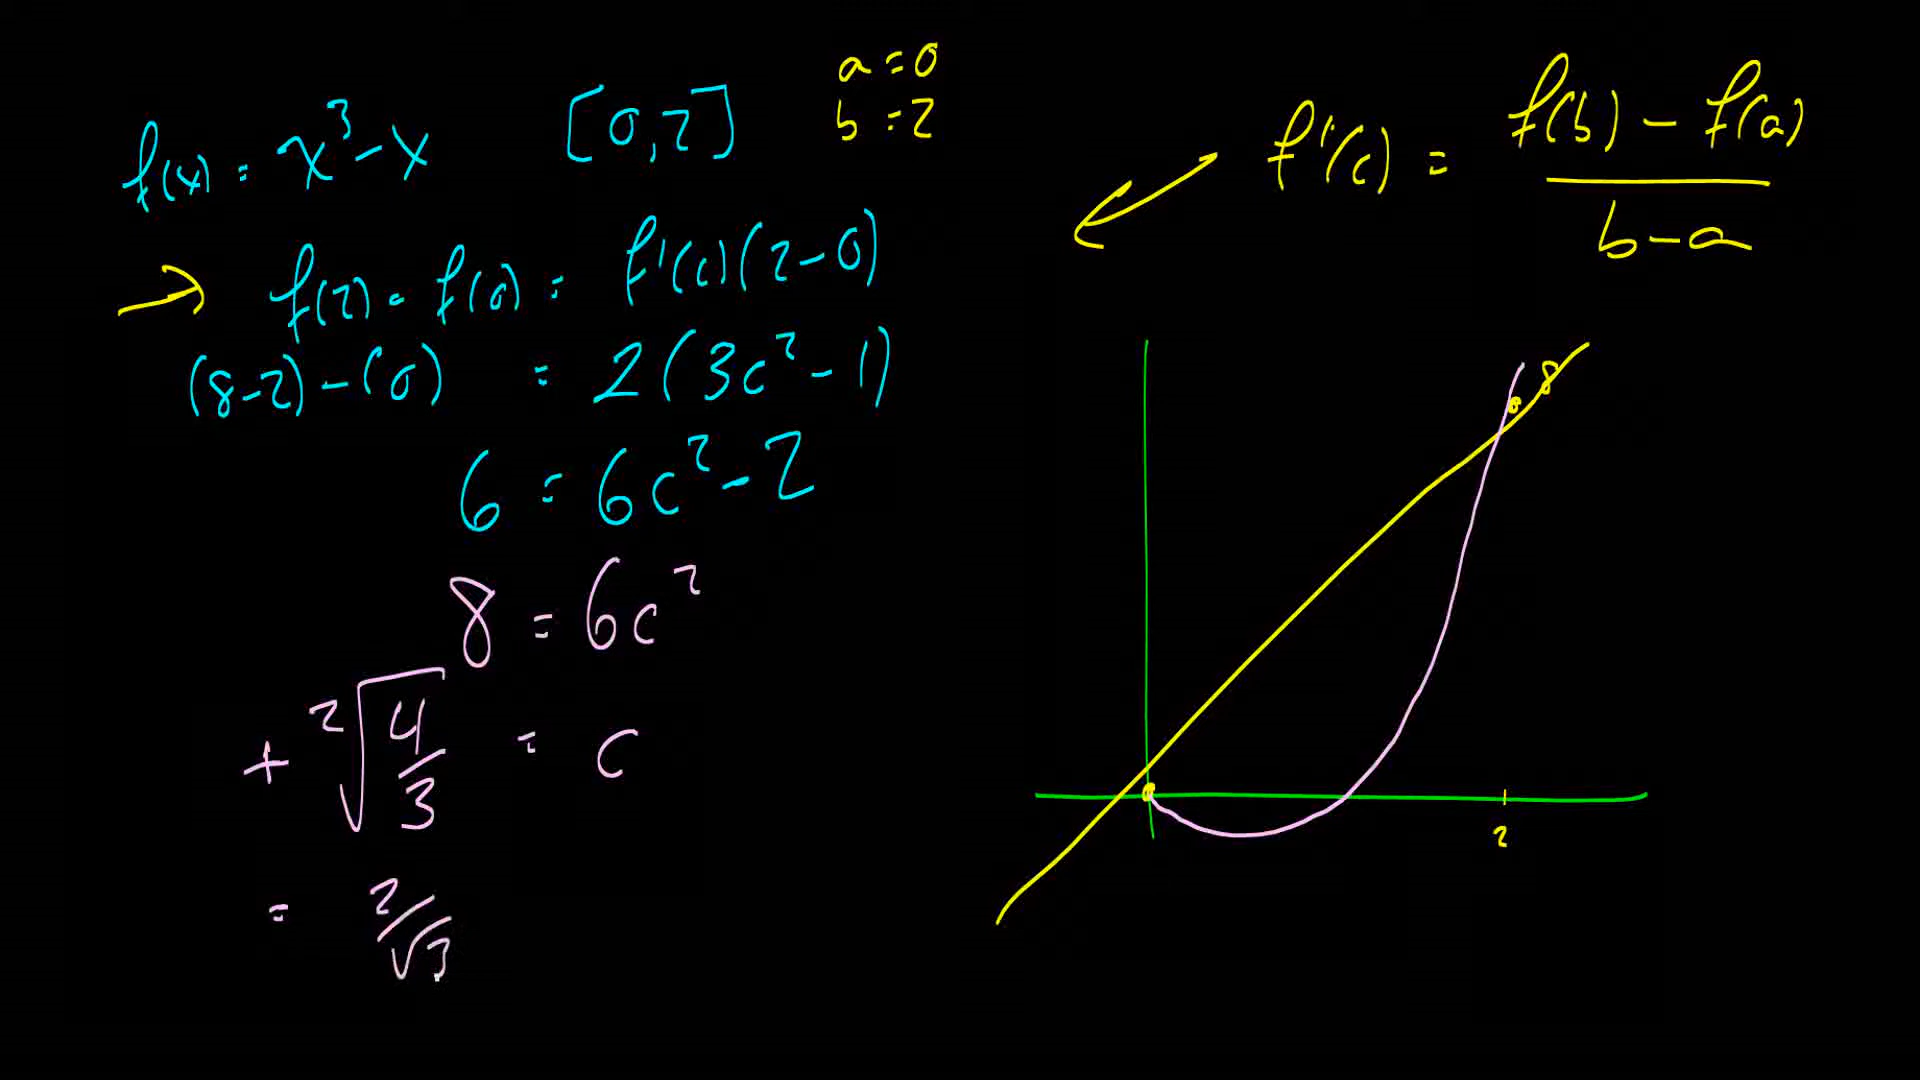 f(x) = x³ - x [0,2]
a = 0
b = 2
f'(c) = f(b) - f(a) / b - a
f(2) - f(0) = f'(c)(2-0)
(8-2) - (0) = 2(3c² - 1)
6 = 6c² - 2
8 = 6c²
+ ²√4/3 = c
= 2/√3
8
2